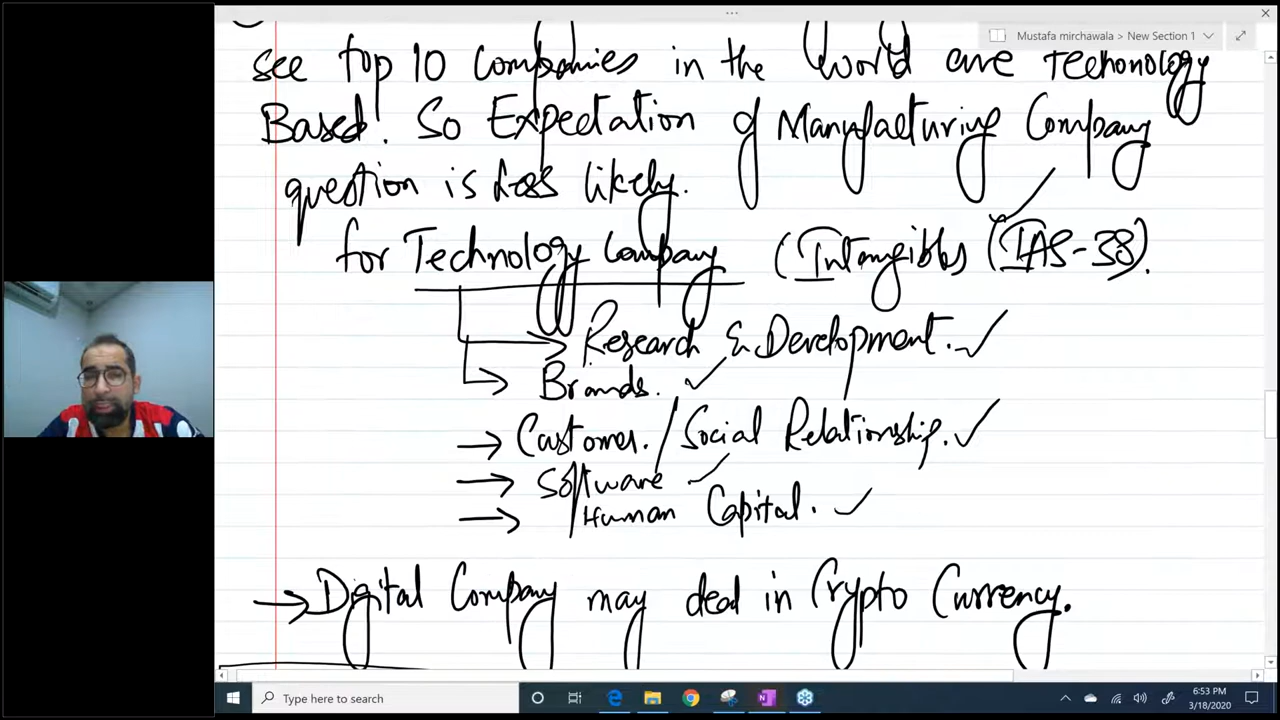 Mustafa mirchawala > New Section 1
see top 10 Companies in the World are Techonology
Based. So Expectation of Manufacturing Company
question is Less likely.
for Technology Company (Intangibles (IAS-38).
→ Research & Development. ✓
→ Brands. ✓
→ Customer. / Social Relationship. ✓
→ Software ✓
→ Human Capital. ✓
→ Digital Company may deal in Crypto Currency.
Type here to search
6:53 PM
3/18/2020